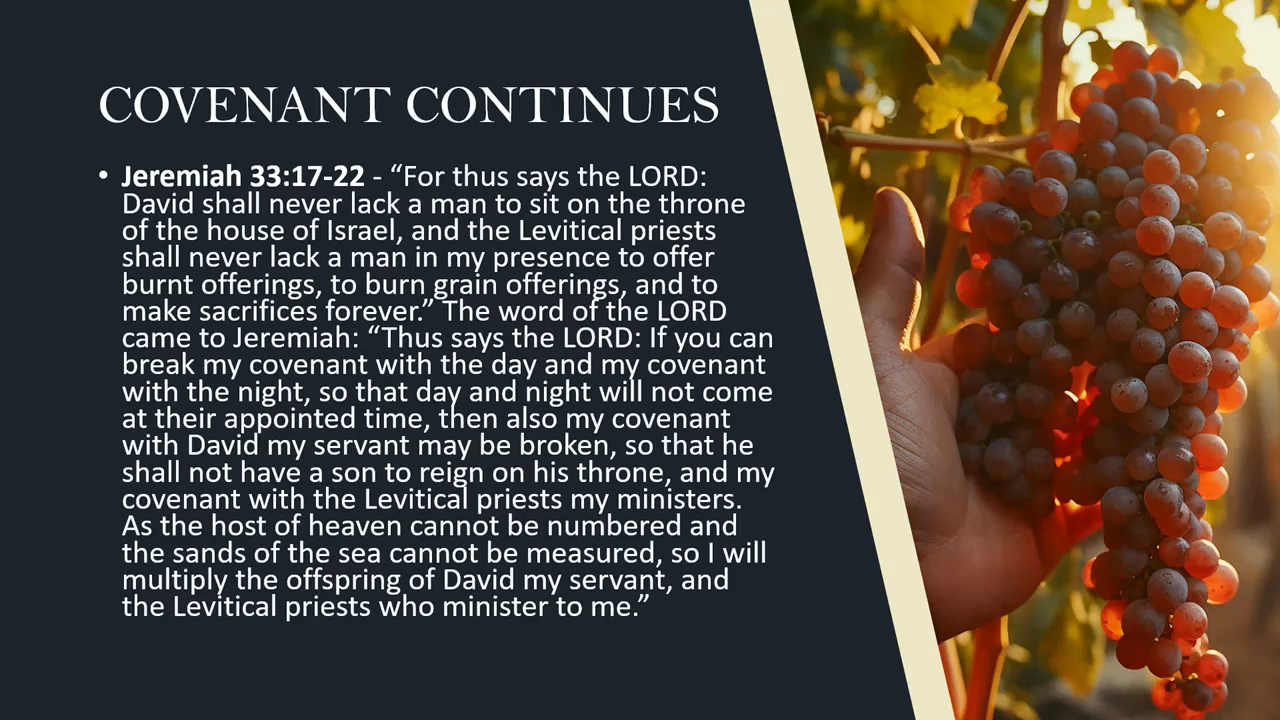 COVENANT CONTINUES
• Jeremiah 33:17-22 - “For thus says the LORD:
David shall never lack a man to sit on the throne
of the house of Israel, and the Levitical priests
shall never lack a man in my presence to offer
burnt offerings, to burn grain offerings, and to
make sacrifices forever.” The word of the LORD
came to Jeremiah: “Thus says the LORD: If you can
break my covenant with the day and my covenant
with the night, so that day and night will not come
at their appointed time, then also my covenant
with David my servant may be broken, so that he
shall not have a son to reign on his throne, and my
covenant with the Levitical priests my ministers.
As the host of heaven cannot be numbered and
the sands of the sea cannot be measured, so I will
multiply the offspring of David my servant, and
the Levitical priests who minister to me.”